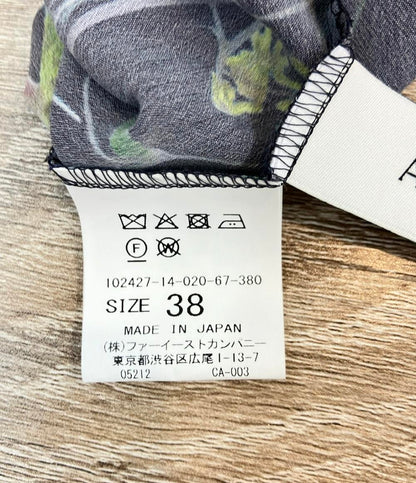 102427-14-020-67-380
SIZE 38
MADE IN JAPAN
(株)ファーイーストカンパニー
東京都渋谷区広尾1-13-7
05212 CA-003